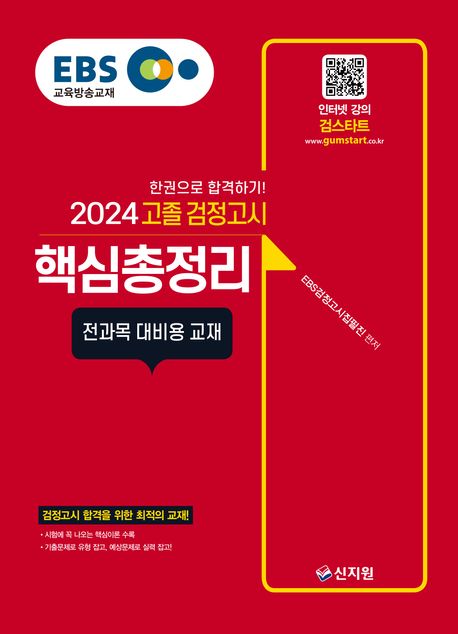 EBS
교육방송교재
인터넷 강의
검스타트
www.gumstart.co.kr
한권으로 합격하기!
2024 고졸 검정고시
핵심총정리
전과목 대비용 교재
EBS검정고시집필진 편저
검정고시 합격을 위한 최적의 교재!
• 시험에 꼭 나오는 핵심이론 수록
• 기출문제로 유형 잡고, 예상문제로 실력 잡고!
신지원